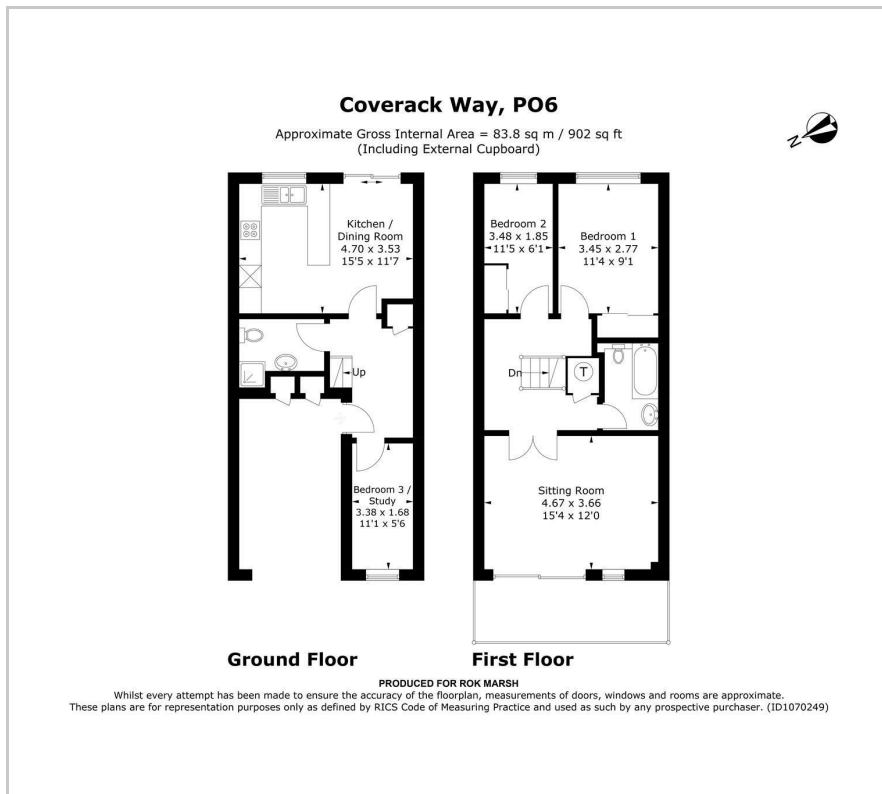 Coverack Way, PO6
Approximate Gross Internal Area = 83.8 sq m / 902 sq ft
(Including External Cupboard)
N
Kitchen /
Dining Room
4.70 x 3.53
15'5 x 11'7
Up
Bedroom 3 /
Study
3.38 x 1.68
11'1 x 5'6
Bedroom 2
3.48 x 1.85
11'5 x 6'1
Bedroom 1
3.45 x 2.77
11'4 x 9'1
Dn
T
Sitting Room
4.67 x 3.66
15'4 x 12'0
Ground Floor
First Floor
PRODUCED FOR ROK MARSH
Whilst every attempt has been made to ensure the accuracy of the floorplan, measurements of doors, windows and rooms are approximate.
These plans are for representation purposes only as defined by RICS Code of Measuring Practice and used as such by any prospective purchaser. (ID1070249)